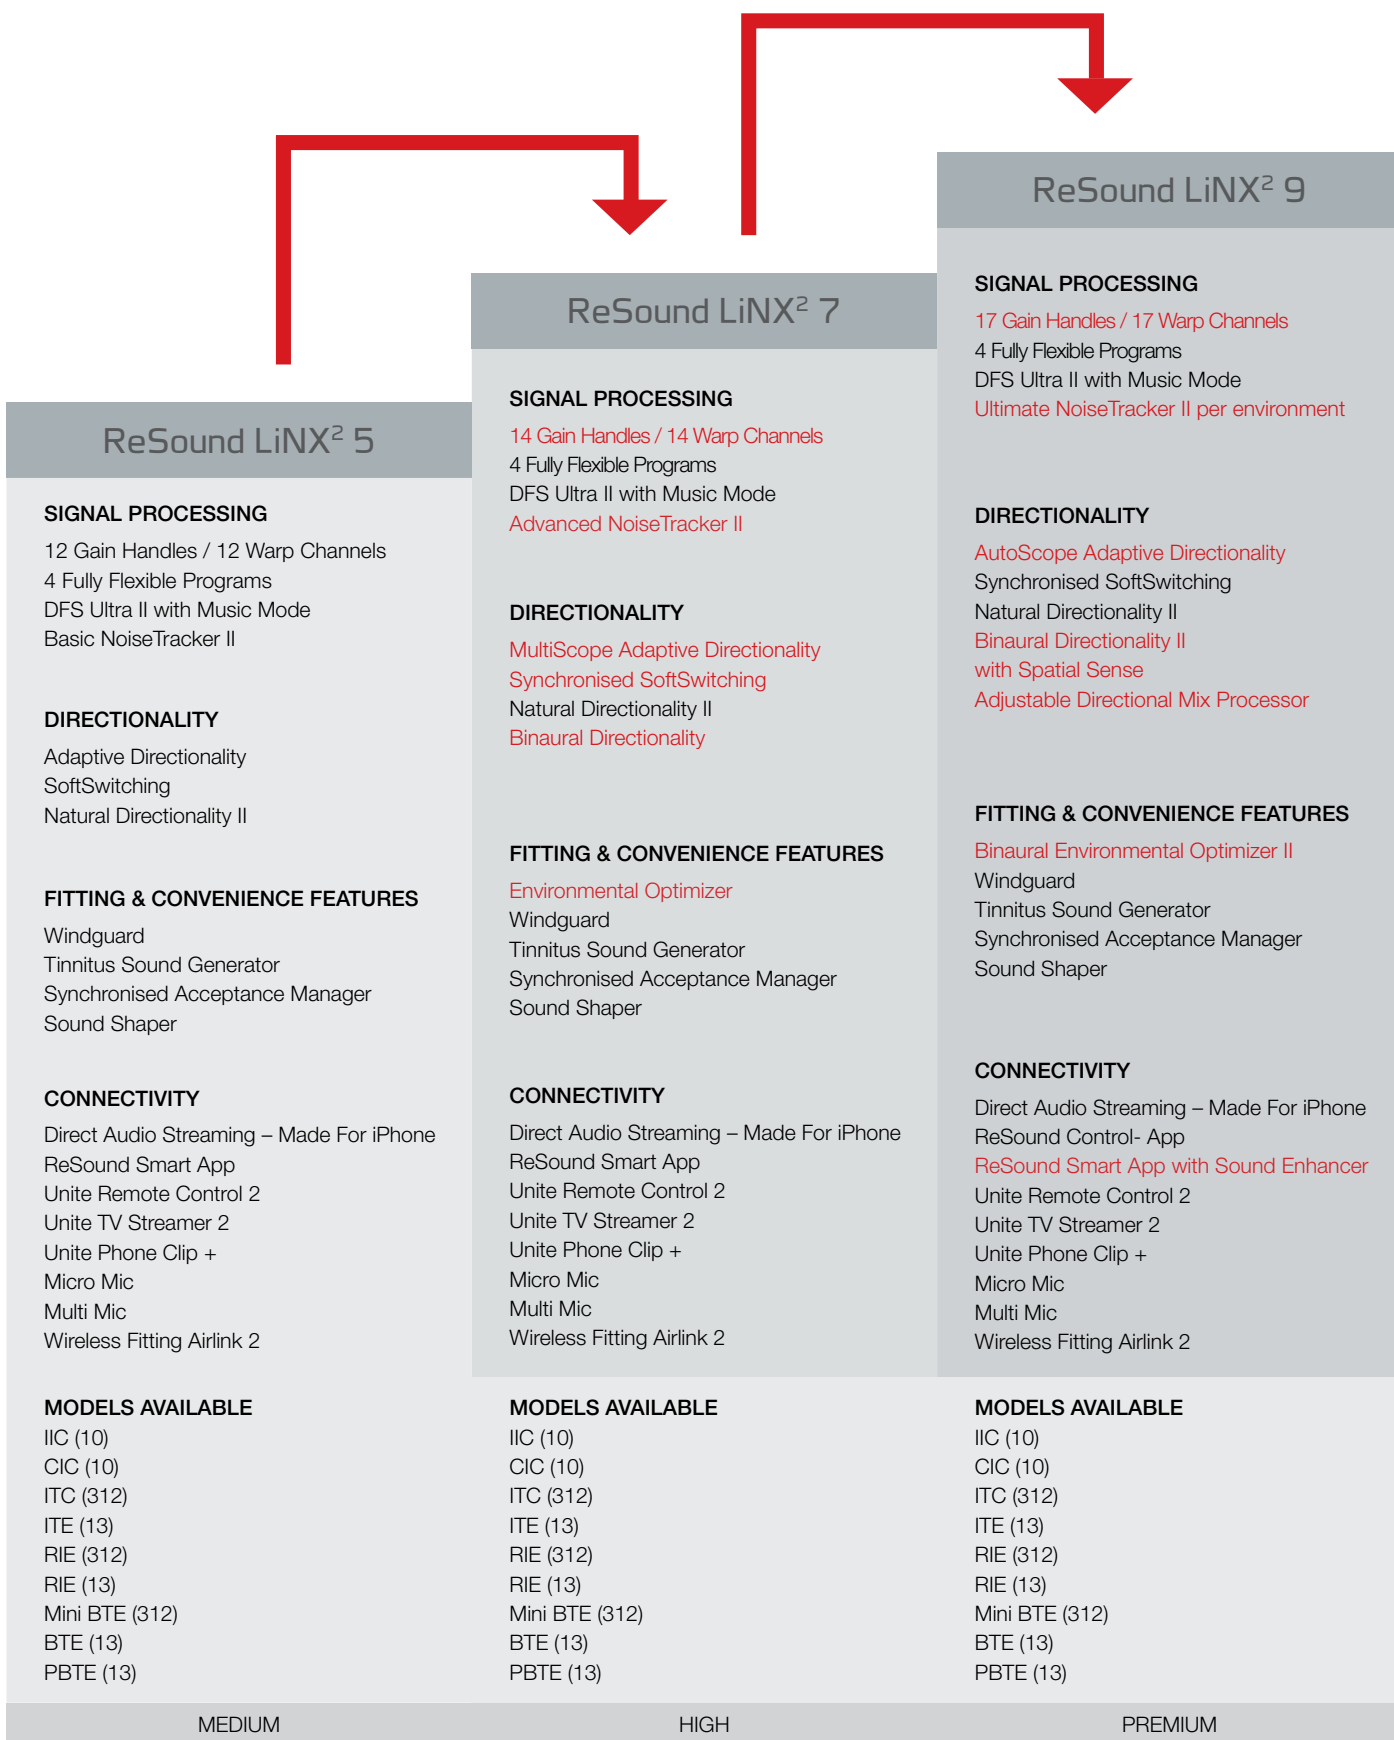 ReSound LiNX² 5
SIGNAL PROCESSING
12 Gain Handles / 12 Warp Channels
4 Fully Flexible Programs
DFS Ultra II with Music Mode
Basic NoiseTracker II
DIRECTIONALITY
Adaptive Directionality
SoftSwitching
Natural Directionality II
FITTING & CONVENIENCE FEATURES
Windguard
Tinnitus Sound Generator
Synchronised Acceptance Manager
Sound Shaper
CONNECTIVITY
Direct Audio Streaming – Made For iPhone
ReSound Smart App
Unite Remote Control 2
Unite TV Streamer 2
Unite Phone Clip +
Micro Mic
Multi Mic
Wireless Fitting Airlink 2
MODELS AVAILABLE
IIC (10)
CIC (10)
ITC (312)
ITE (13)
RIE (312)
RIE (13)
Mini BTE (312)
BTE (13)
PBTE (13)
MEDIUM
ReSound LiNX² 7
SIGNAL PROCESSING
14 Gain Handles / 14 Warp Channels
4 Fully Flexible Programs
DFS Ultra II with Music Mode
Advanced NoiseTracker II
DIRECTIONALITY
MultiScope Adaptive Directionality
Synchronised SoftSwitching
Natural Directionality II
Binaural Directionality
FITTING & CONVENIENCE FEATURES
Environmental Optimizer
Windguard
Tinnitus Sound Generator
Synchronised Acceptance Manager
Sound Shaper
CONNECTIVITY
Direct Audio Streaming – Made For iPhone
ReSound Smart App
Unite Remote Control 2
Unite TV Streamer 2
Unite Phone Clip +
Micro Mic
Multi Mic
Wireless Fitting Airlink 2
MODELS AVAILABLE
IIC (10)
CIC (10)
ITC (312)
ITE (13)
RIE (312)
RIE (13)
Mini BTE (312)
BTE (13)
PBTE (13)
HIGH
ReSound LiNX² 9
SIGNAL PROCESSING
17 Gain Handles / 17 Warp Channels
4 Fully Flexible Programs
DFS Ultra II with Music Mode
Ultimate NoiseTracker II per environment
DIRECTIONALITY
AutoScope Adaptive Directionality
Synchronised SoftSwitching
Natural Directionality II
Binaural Directionality II
with Spatial Sense
Adjustable Directional Mix Processor
FITTING & CONVENIENCE FEATURES
Binaural Environmental Optimizer II
Windguard
Tinnitus Sound Generator
Synchronised Acceptance Manager
Sound Shaper
CONNECTIVITY
Direct Audio Streaming – Made For iPhone
ReSound Control- App
ReSound Smart App with Sound Enhancer
Unite Remote Control 2
Unite TV Streamer 2
Unite Phone Clip +
Micro Mic
Multi Mic
Wireless Fitting Airlink 2
MODELS AVAILABLE
IIC (10)
CIC (10)
ITC (312)
ITE (13)
RIE (312)
RIE (13)
Mini BTE (312)
BTE (13)
PBTE (13)
PREMIUM